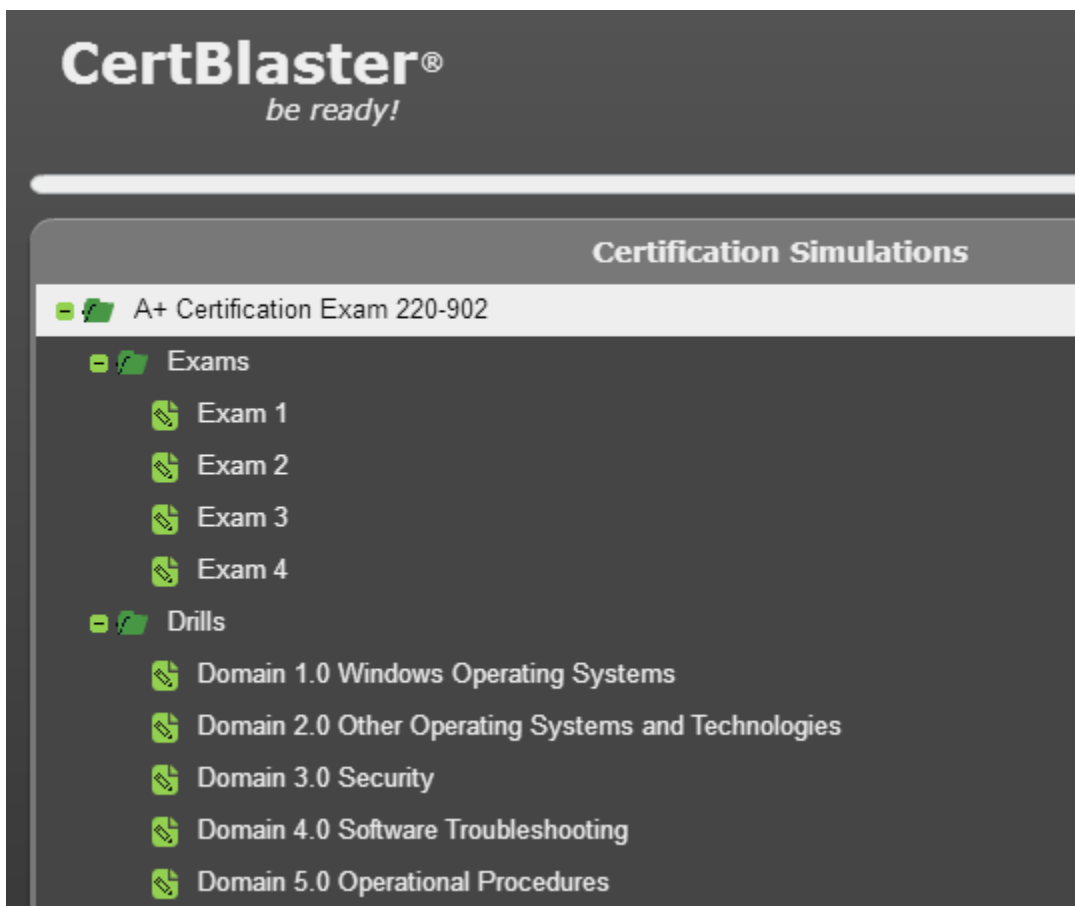 CertBlaster®
be ready!
Certification Simulations
A+ Certification Exam 220-902
Exams
Exam 1
Exam 2
Exam 3
Exam 4
Drills
Domain 1.0 Windows Operating Systems
Domain 2.0 Other Operating Systems and Technologies
Domain 3.0 Security
Domain 4.0 Software Troubleshooting
Domain 5.0 Operational Procedures